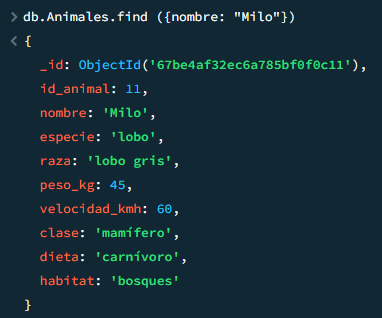 > db.Animales.find ({nombre: "Milo"})
< {
_id: ObjectId('67be4af32ec6a785bf0f0c11'),
id_animal: 11,
nombre: 'Milo',
especie: 'lobo',
raza: 'lobo gris',
peso_kg: 45,
velocidad_kmh: 60,
clase: 'mamífero',
dieta: 'carnívoro',
habitat: 'bosques'
}